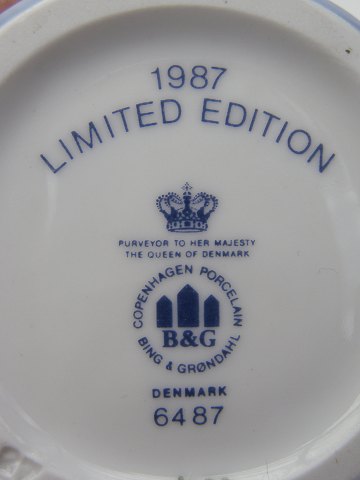 1987
LIMITED EDITION
PURVEYOR TO HER MAJESTY
THE QUEEN OF DENMARK
COPENHAGEN PORCELAIN
B&G
BING & GRØNDAHL
DENMARK
6487